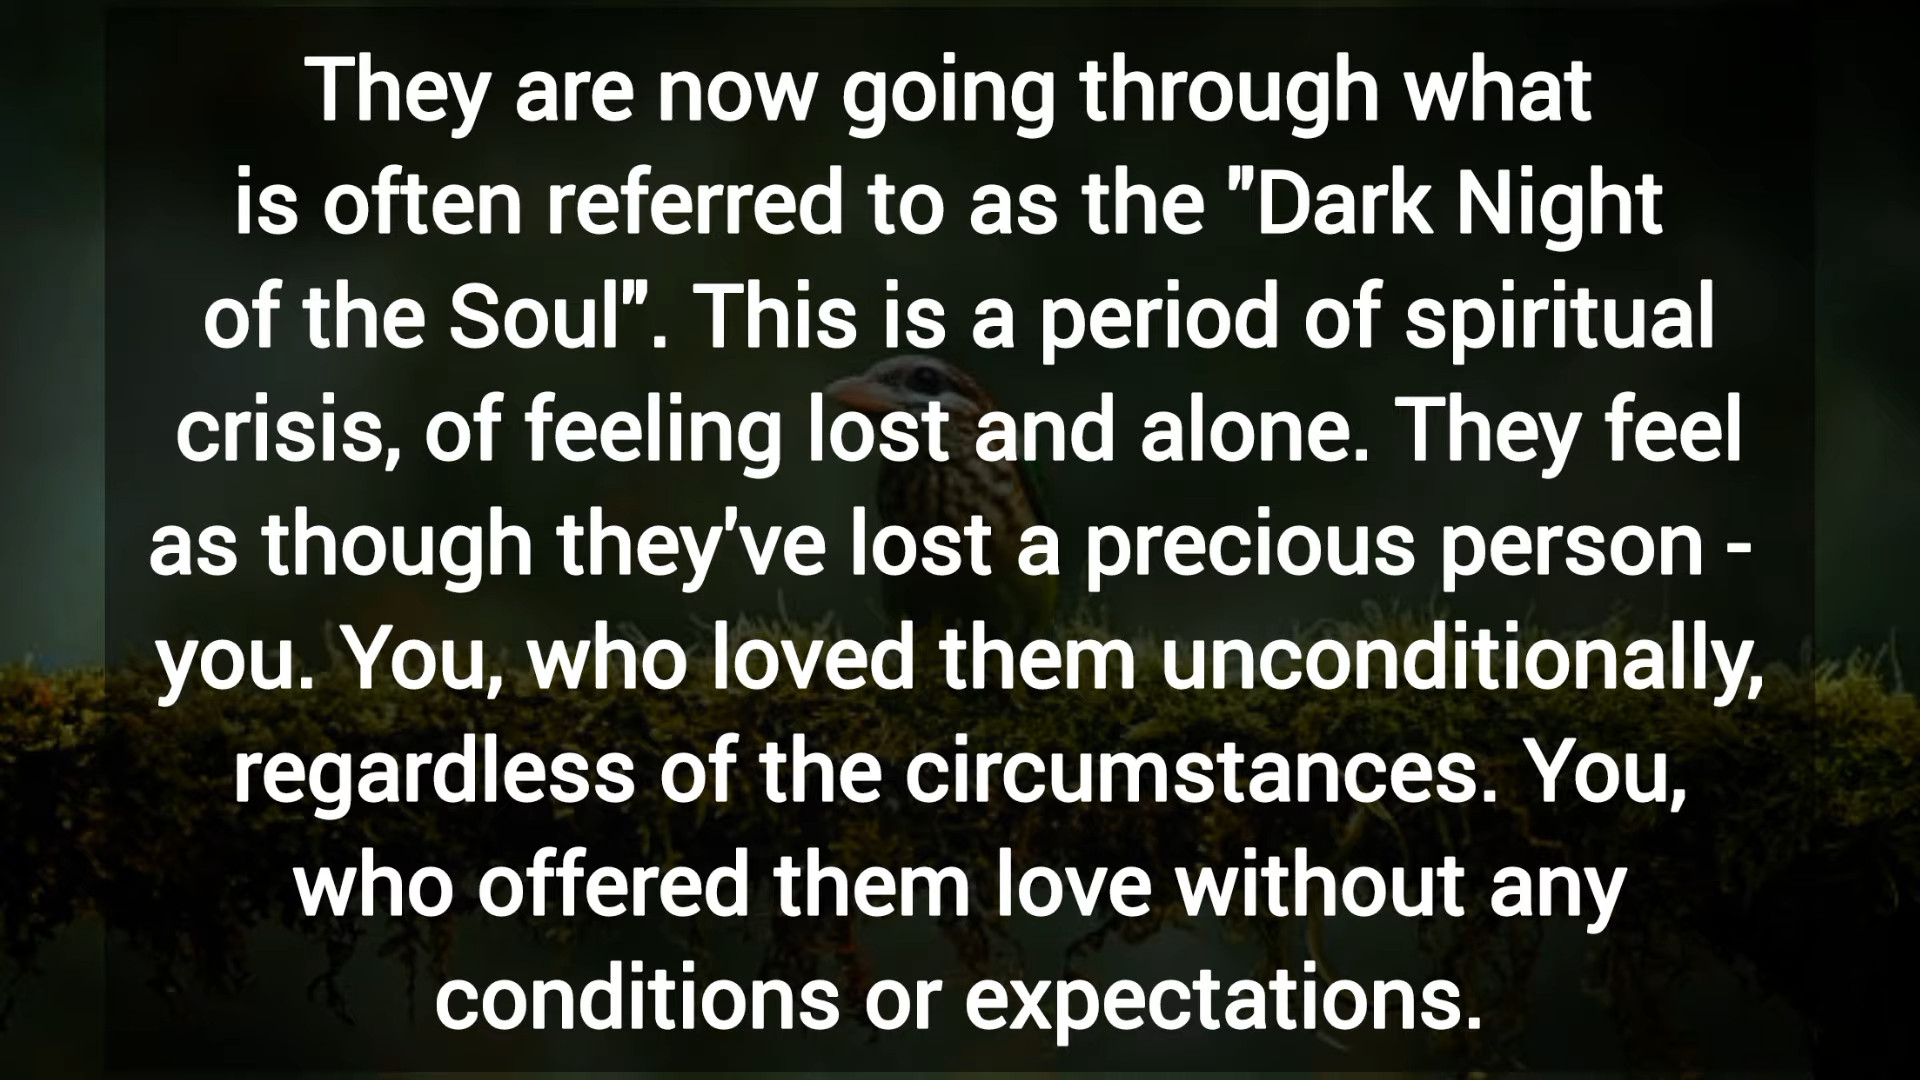 They are now going through what
is often referred to as the "Dark Night
of the Soul". This is a period of spiritual
crisis, of feeling lost and alone. They feel
as though they've lost a precious person -
you. You, who loved them unconditionally,
regardless of the circumstances. You,
who offered them love without any
conditions or expectations.